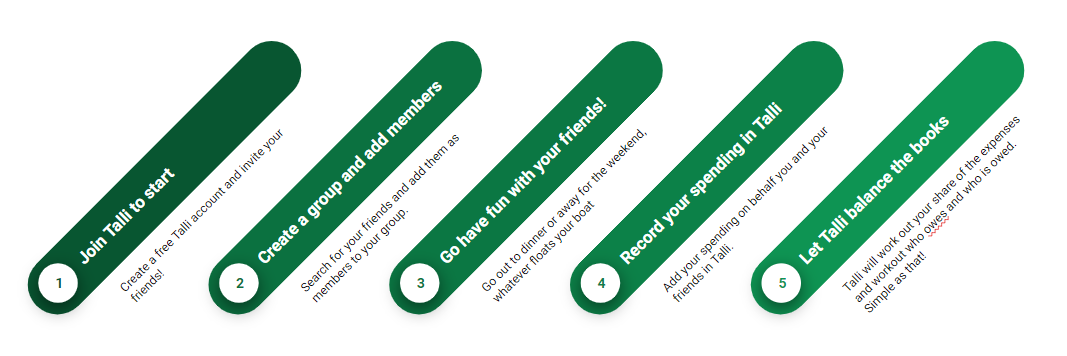 1
Join Talli to start
Create a free Talli account and invite your
friends!
2
Create a group and add members
Search for your friends and add them as
members to your group.
3
Go have fun with your friends!
Go out to dinner or away for the weekend,
whatever floats your boat
4
Record your spending in Talli
Add your spending on behalf you and your
friends in Talli.
5
Let Talli balance the books
Talli will work out your share of the expenses
and workout who owes and who is owed.
Simple as that!